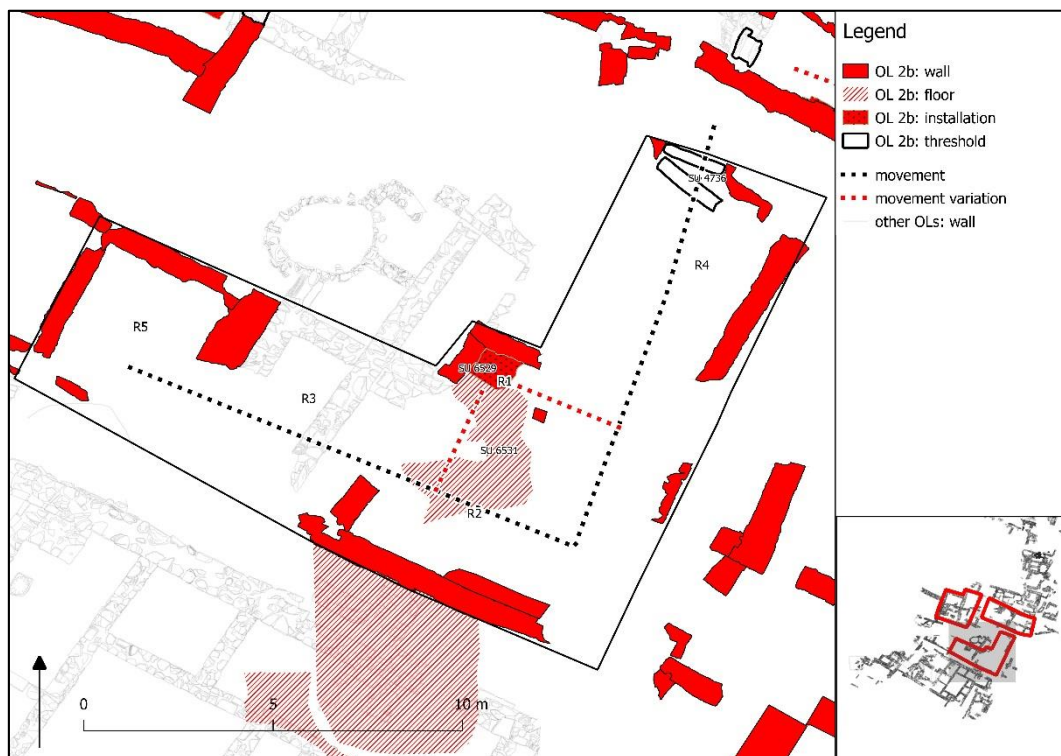 Legend
OL 2b: wall
OL 2b: floor
OL 2b: installation
OL 2b: threshold
movement
movement variation
other OLs: wall
SU 4736
R4
R5
SU 6529
R1
R3
SU 6531
R2
0 5 10 m